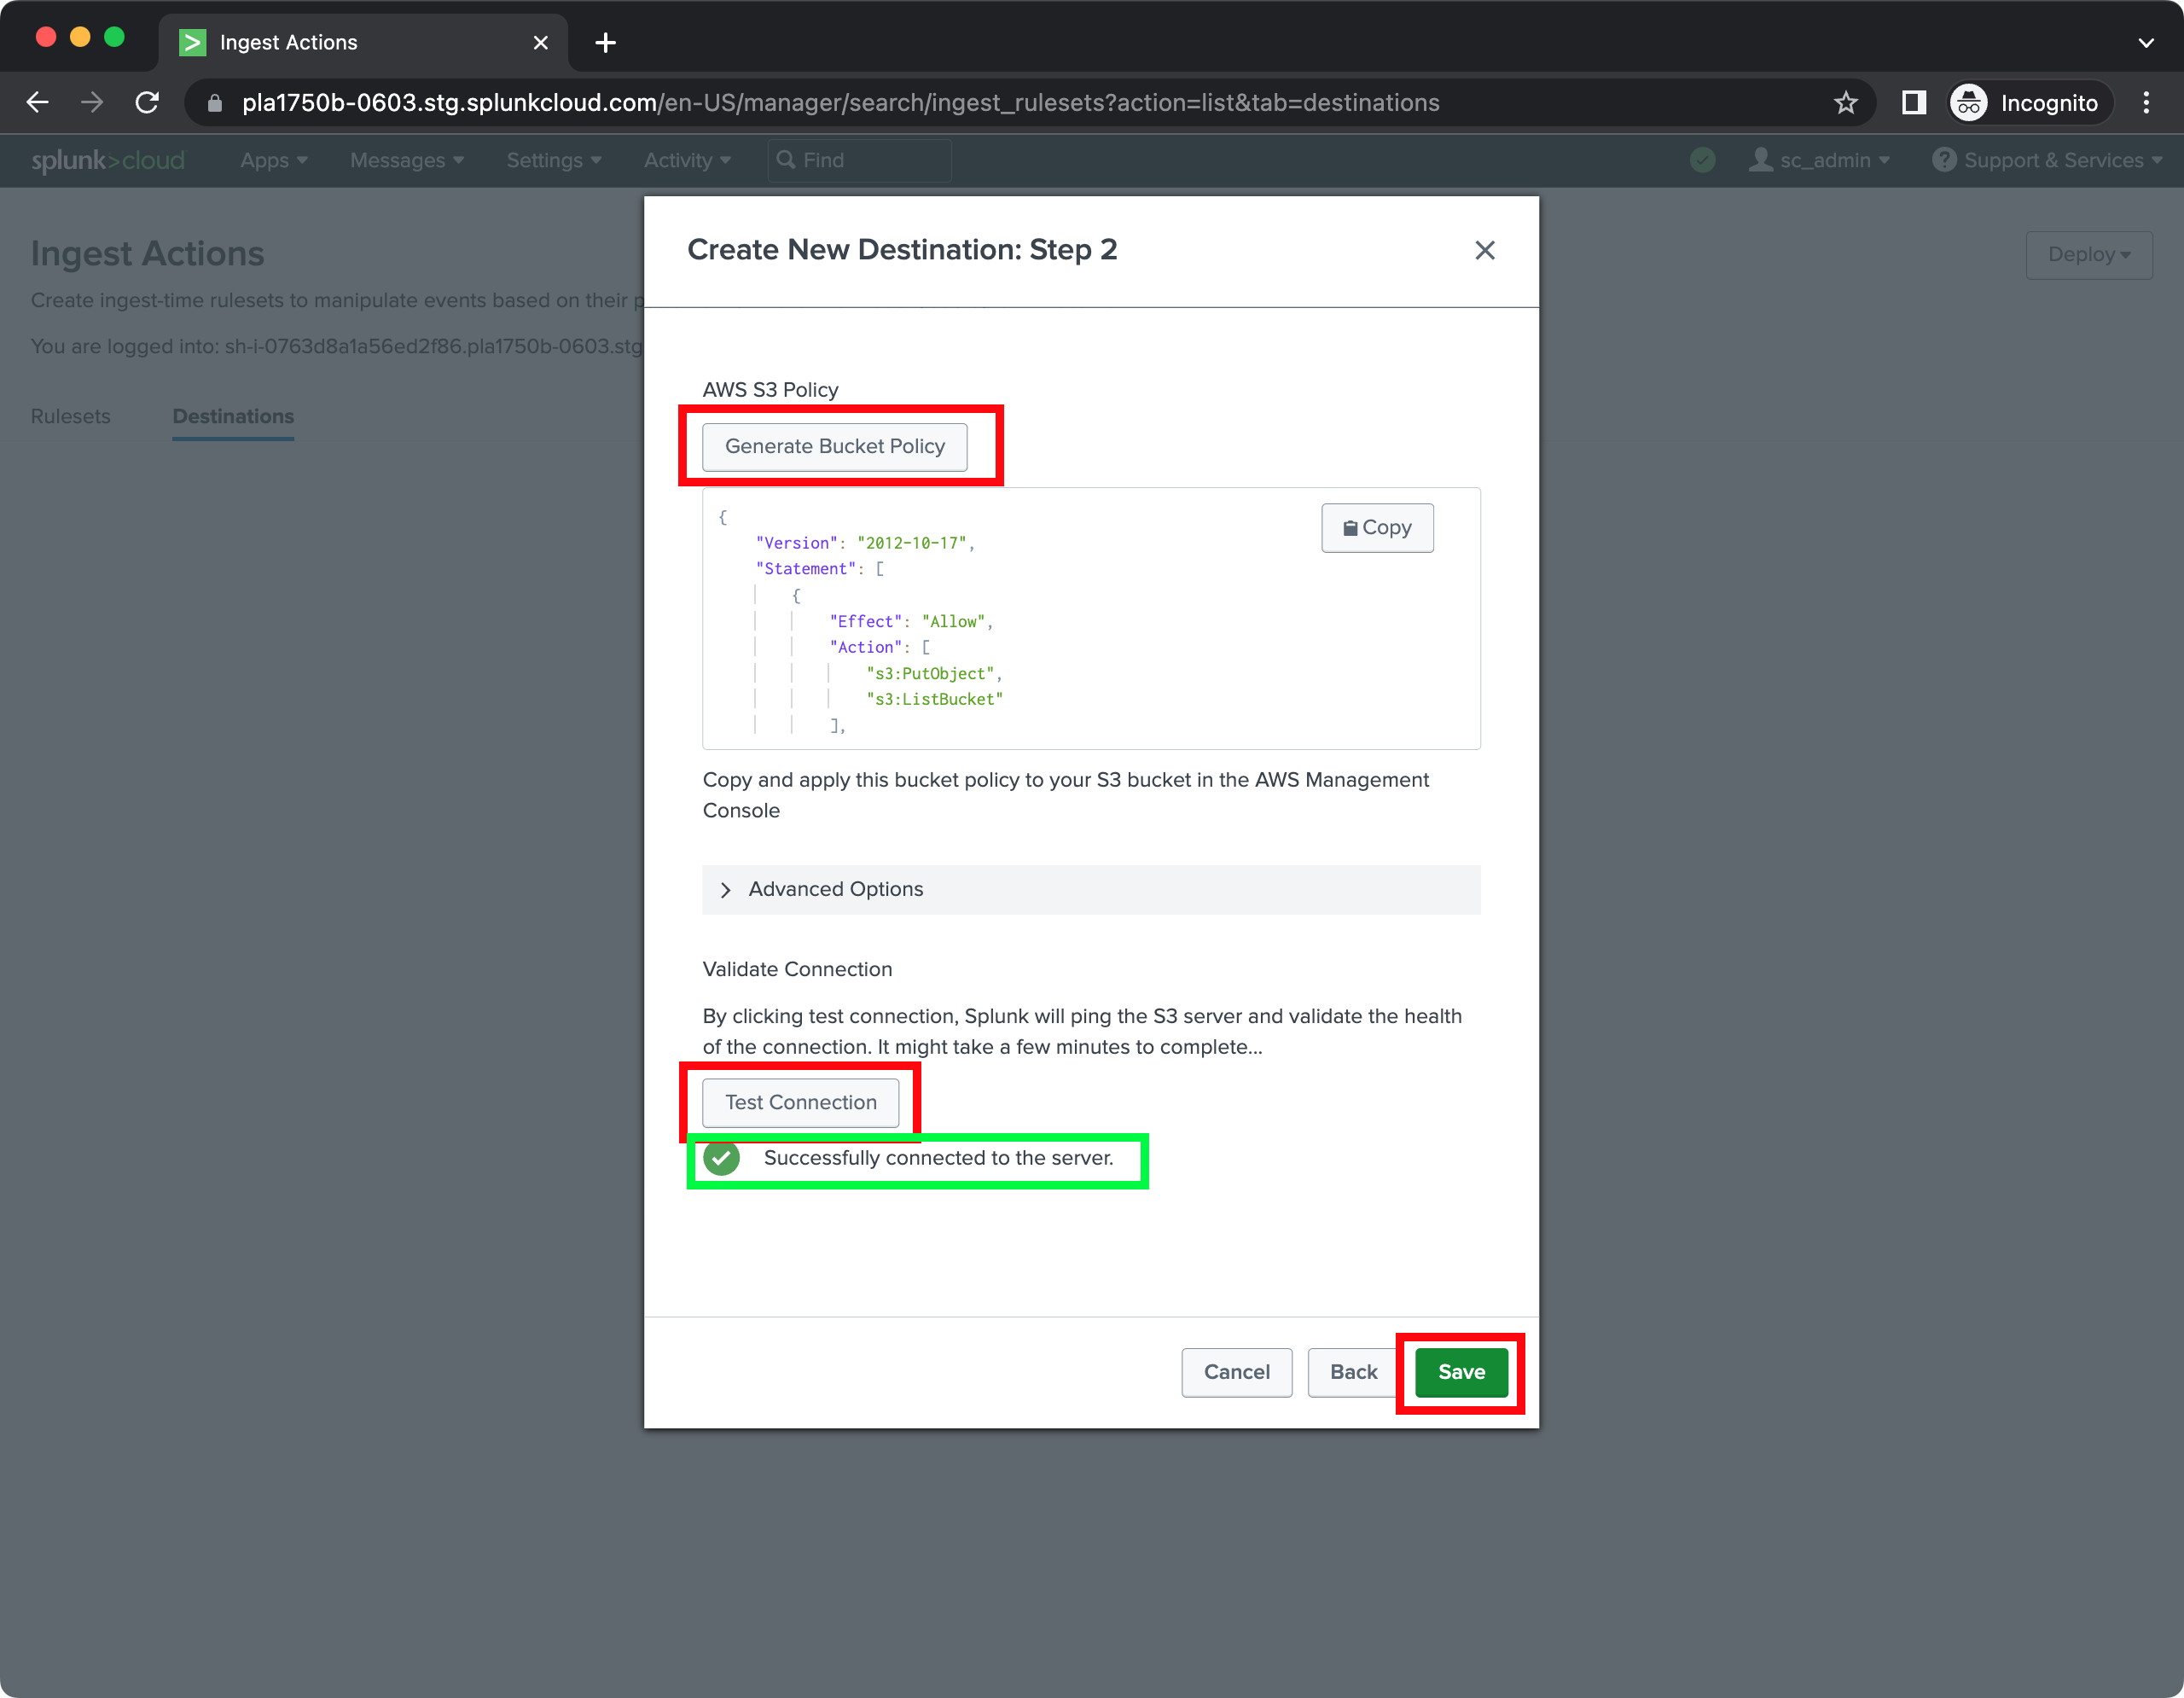 Ingest Actions
pla1750b-0603.stg.splunkcloud.com/en-US/manager/search/ingest_rulesets?action=list&tab=destinations
Incognito
splunk>cloud Apps Messages Settings Activity Find sc_admin ? Support & Services
Create New Destination: Step 2
Ingest Actions
Deploy
Create ingest-time rulesets to manipulate events based on their p
You are logged into: sh-i-0763d8a1a56ed2f86.pla1750b-0603.stg
Rulesets Destinations
AWS S3 Policy
Generate Bucket Policy
Copy
{
"Version": "2012-10-17",
"Statement": [
{
"Effect": "Allow",
"Action": [
"s3:PutObject",
"s3:ListBucket"
],
Copy and apply this bucket policy to your S3 bucket in the AWS Management
Console
Advanced Options
Validate Connection
By clicking test connection, Splunk will ping the S3 server and validate the health
of the connection. It might take a few minutes to complete...
Test Connection
Successfully connected to the server.
Cancel Back Save